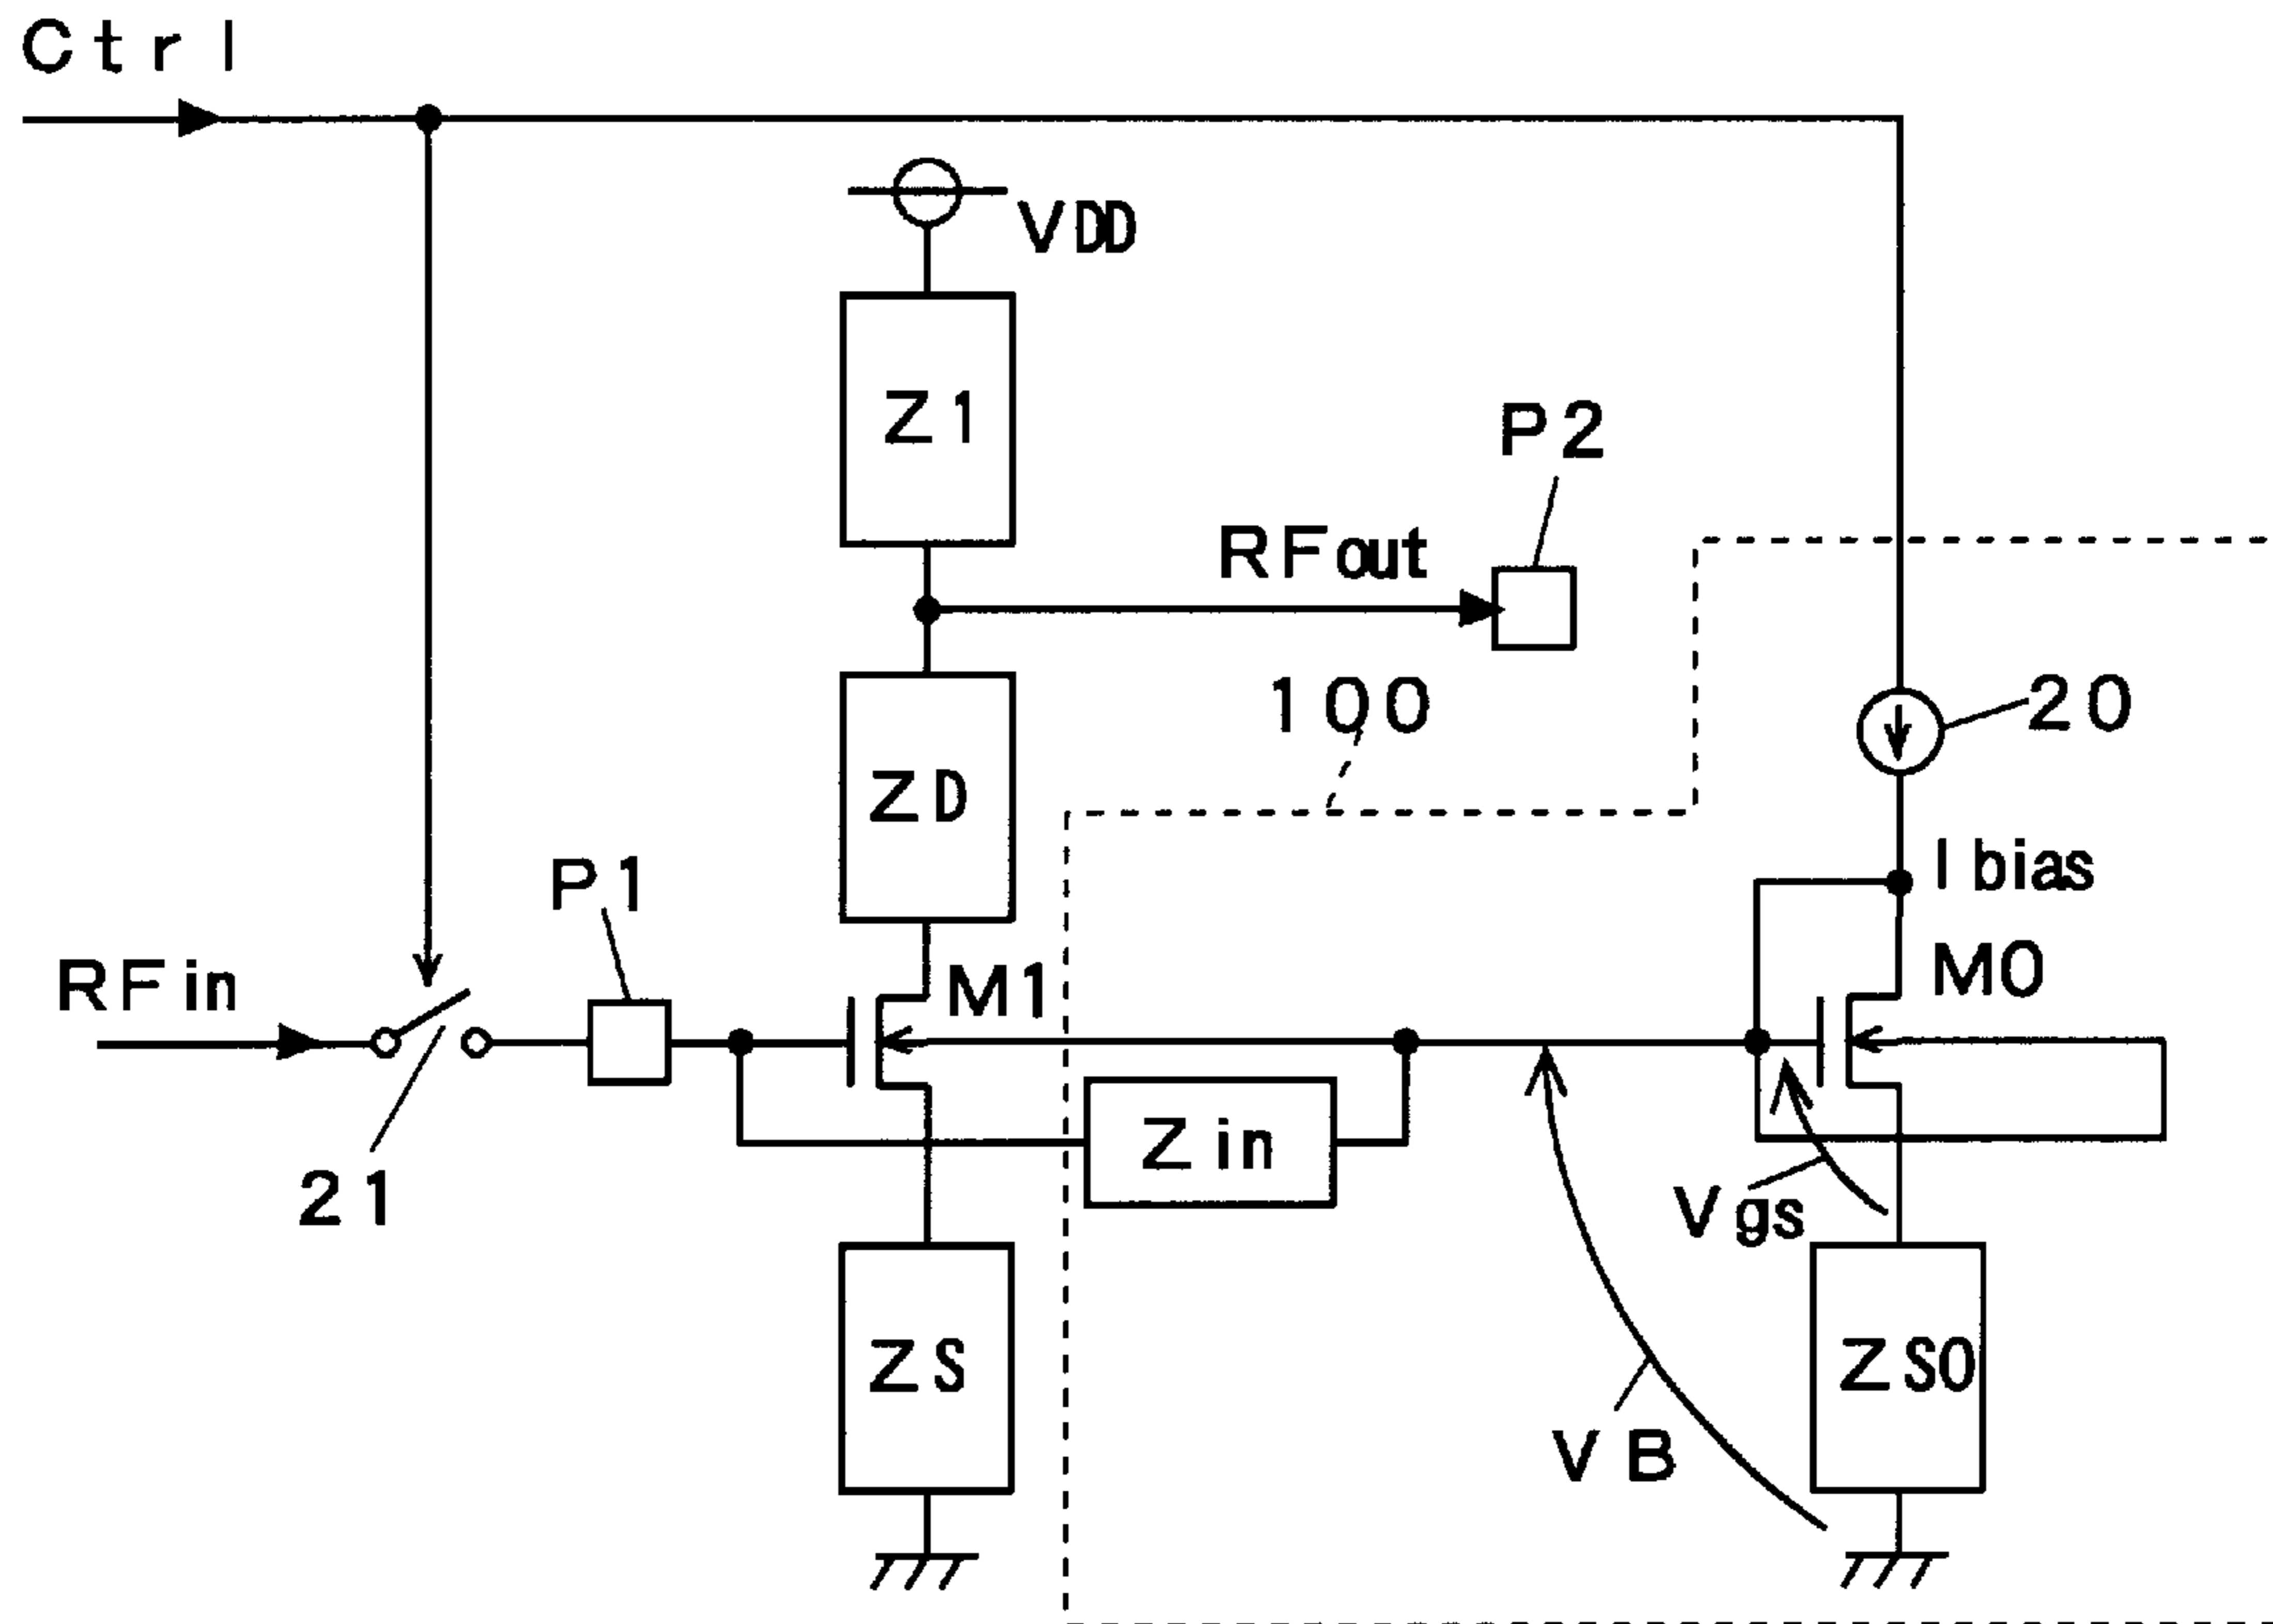 Ctrl
VDD
Z1
P2
RFout
100
20
ZD
Ibias
P1
M1
M0
RFin
Zin
21
Vgs
ZS
ZS0
VB